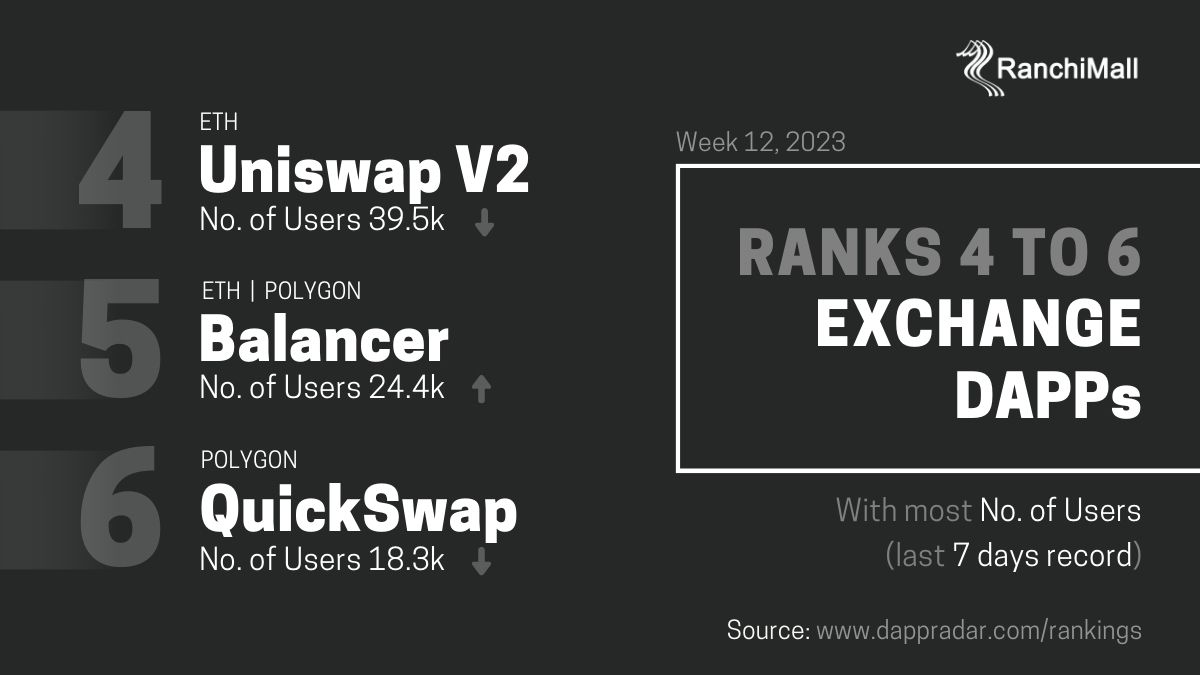 RanchiMall
Week 12, 2023
RANKS 4 TO 6
EXCHANGE
DAPPs
With most No. of Users
(last 7 days record)
4
ETH
Uniswap V2
No. of Users 39.5k
5
ETH | POLYGON
Balancer
No. of Users 24.4k
6
POLYGON
QuickSwap
No. of Users 18.3k
Source: www.dappradar.com/rankings